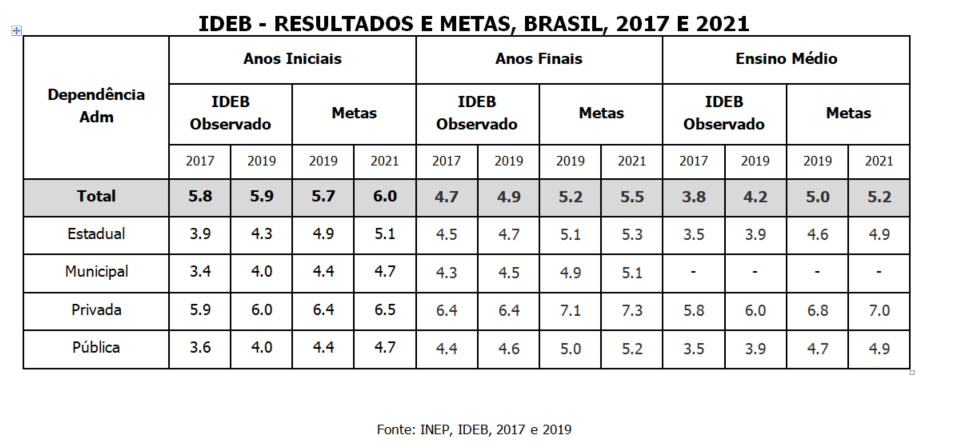 IDEB - RESULTADOS E METAS, BRASIL, 2017 E 2021
Dependência Adm Anos Iniciais Anos Finais Ensino Médio
IDEB Observado Metas IDEB Observado Metas IDEB Observado Metas
2017 2019 2019 2021 2017 2019 2019 2021 2017 2019 2019 2021
Total 5.8 5.9 5.7 6.0 4.7 4.9 5.2 5.5 3.8 4.2 5.0 5.2
Estadual 3.9 4.3 4.9 5.1 4.5 4.7 5.1 5.3 3.5 3.9 4.6 4.9
Municipal 3.4 4.0 4.4 4.7 4.3 4.5 4.9 5.1 - - - -
Privada 5.9 6.0 6.4 6.5 6.4 6.4 7.1 7.3 5.8 6.0 6.8 7.0
Pública 3.6 4.0 4.4 4.7 4.4 4.6 5.0 5.2 3.5 3.9 4.7 4.9
Fonte: INEP, IDEB, 2017 e 2019